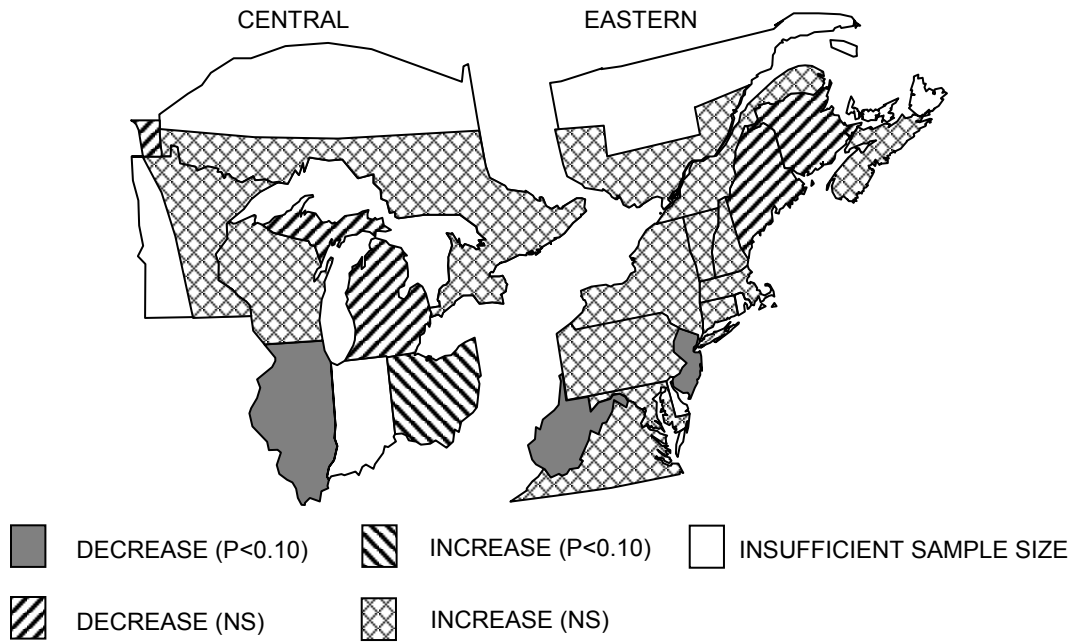 CENTRAL EASTERN
DECREASE (P<0.10) INCREASE (P<0.10) INSUFFICIENT SAMPLE SIZE
DECREASE (NS) INCREASE (NS)